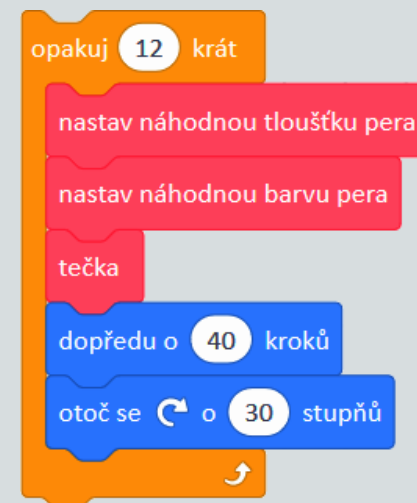 opakuj 12 krát
nastav náhodnou tloušťku pera
nastav náhodnou barvu pera
tečka
dopředu o 40 kroků
otoč se o 30 stupňů